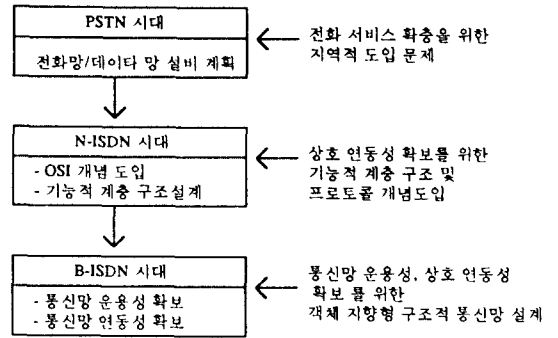 PSTN 시대
전화망/데이타 망 설비 계획
전화 서비스 확충을 위한
지역적 도입 문제
N-ISDN 시대
- OSI 개념 도입
- 기능적 계층 구조설계
상호 연동성 확보를 위한
기능적 계층 구조 및
프로토콜 개념도입
B-ISDN 시대
- 통신망 운용성 확보
- 통신망 연동성 확보
통신망 운용성, 상호 연동성
확보 를 위한
객체 지향형 구조적 통신망 설계